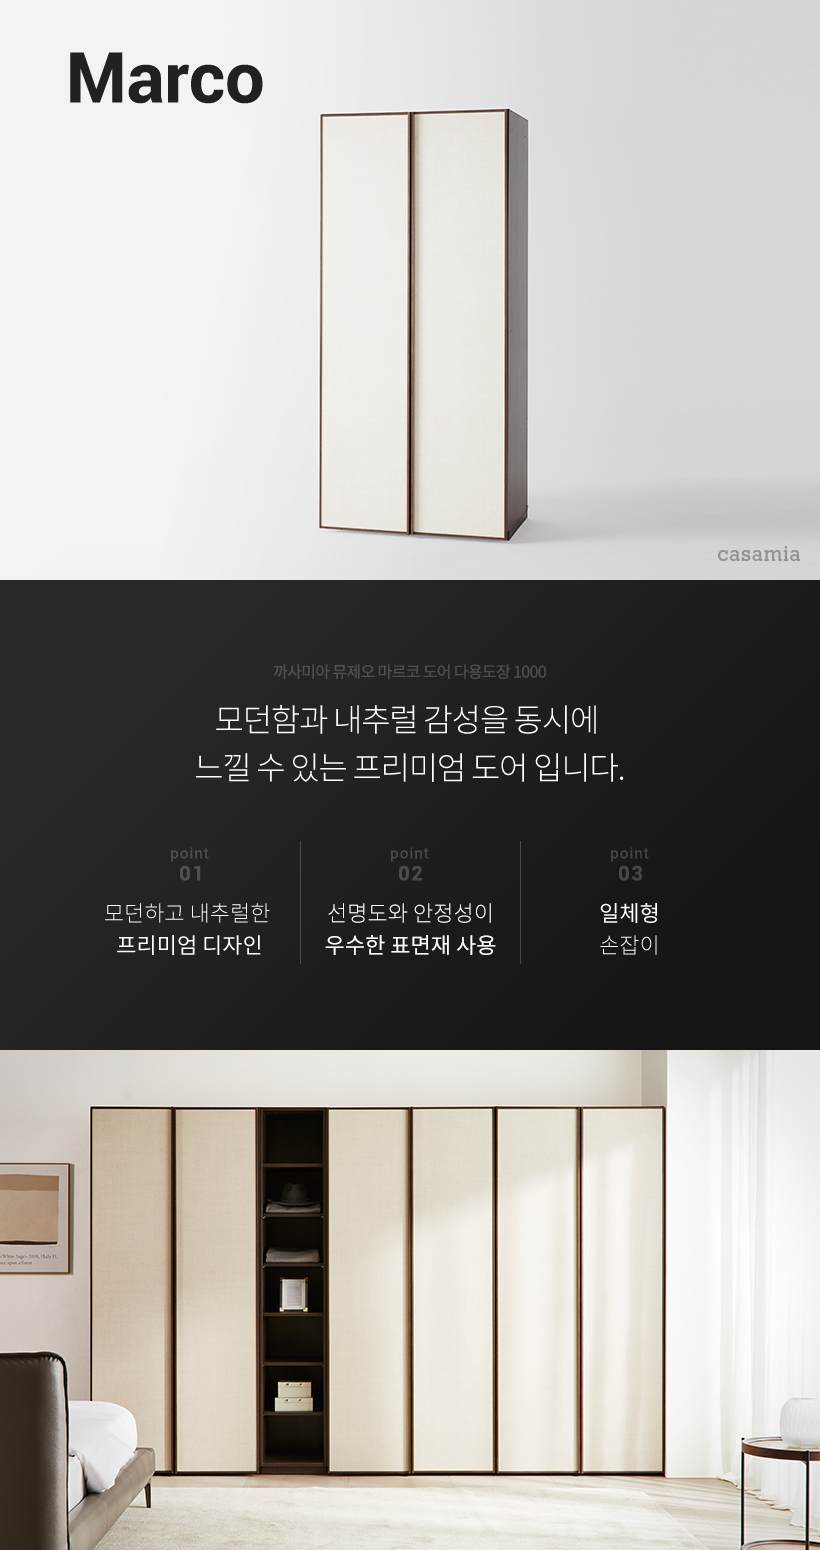 Marco
casamia
까사미아 뮤제오 마르코 도어 다용도장 1000
모던함과 내추럴 감성을 동시에
느낄 수 있는 프리미엄 도어 입니다.
point
01
모던하고 내추럴한
프리미엄 디자인
point
02
선명도와 안정성이
우수한 표면재 사용
point
03
일체형
손잡이